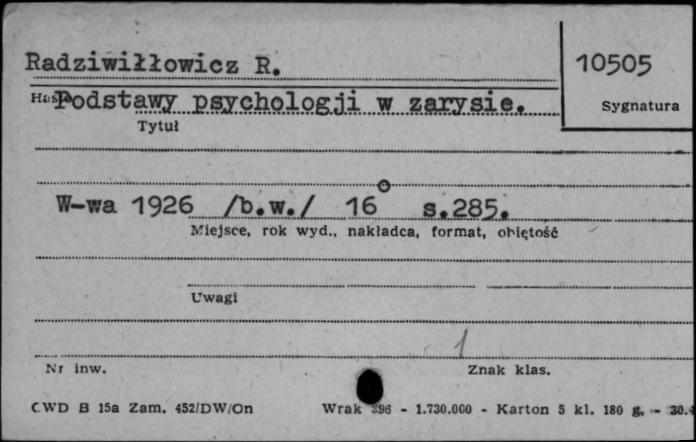 Radziwiłłowicz R.
10505
Hasło
Podstawy psychologji w zarysie.
Sygnatura
Tytuł
W-wa 1926 /b.w./ 16° s.285.
Miejsce, rok wyd., nakładca, format, objętość
Uwagi
1
Nr inw.
Znak klas.
CWD B 15a Zam. 452/DW/On
Wrak 396 - 1.730.000 - Karton 5 kl. 180 g. - 30.4